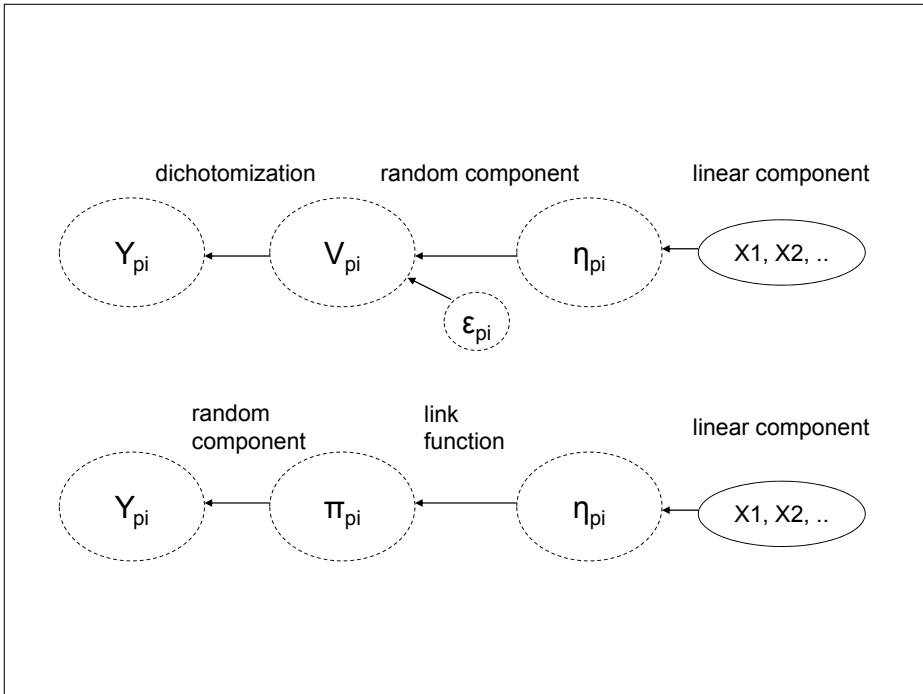 dichotomization random component linear component
Y_pi V_pi η_pi X1, X2, ..
ε_pi
random component
link function
linear component
Y_pi π_pi η_pi X1, X2, ..